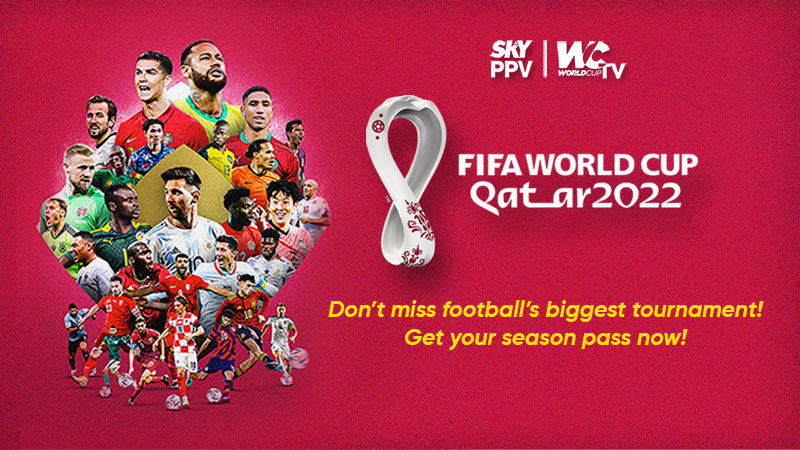 SKY
PPV
WC
WORLDCUP TV
FIFA WORLD CUP
Qatar2022
Don't miss football's biggest tournament!
Get your season pass now!